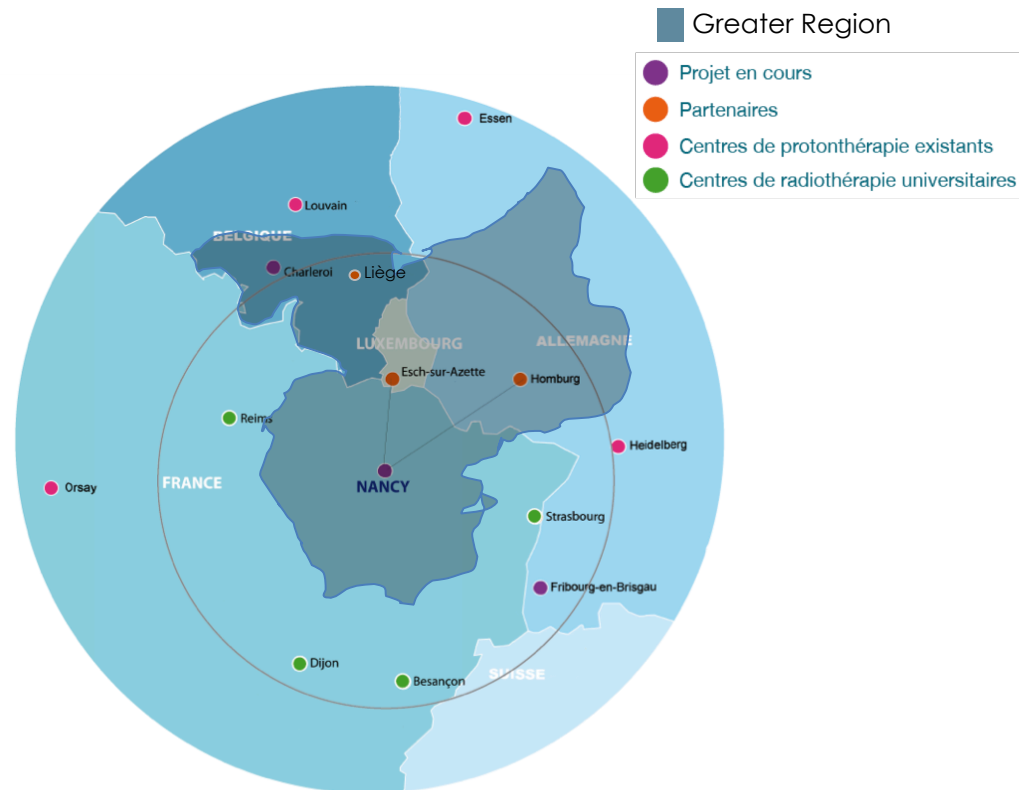 Greater Region
Projet en cours
Partenaires
Centres de protonthérapie existants
Centres de radiothérapie universitaires
Essen
Louvain
BELGIQUE
Charleroi
Liège
LUXEMBOURG
ALLEMAGNE
Esch-sur-Azette
Homburg
Reims
Heidelberg
FRANCE
NANCY
Orsay
Strasbourg
Fribourg-en-Brisgau
Dijon
Besançon
SUISSE